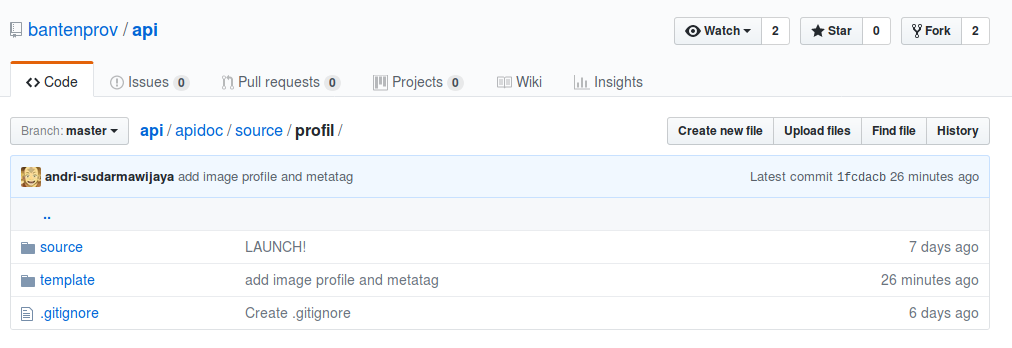 bantenprov / api
Watch 2 Star 0 Fork 2
Code Issues 0 Pull requests 0 Projects 0 Wiki Insights
Branch: master api / apidoc / source / profil / Create new file Upload files Find file History
andri-sudarmawijaya add image profile and metatag Latest commit 1fcdacb 26 minutes ago
..
source LAUNCH! 7 days ago
template add image profile and metatag 26 minutes ago
.gitignore Create .gitignore 6 days ago